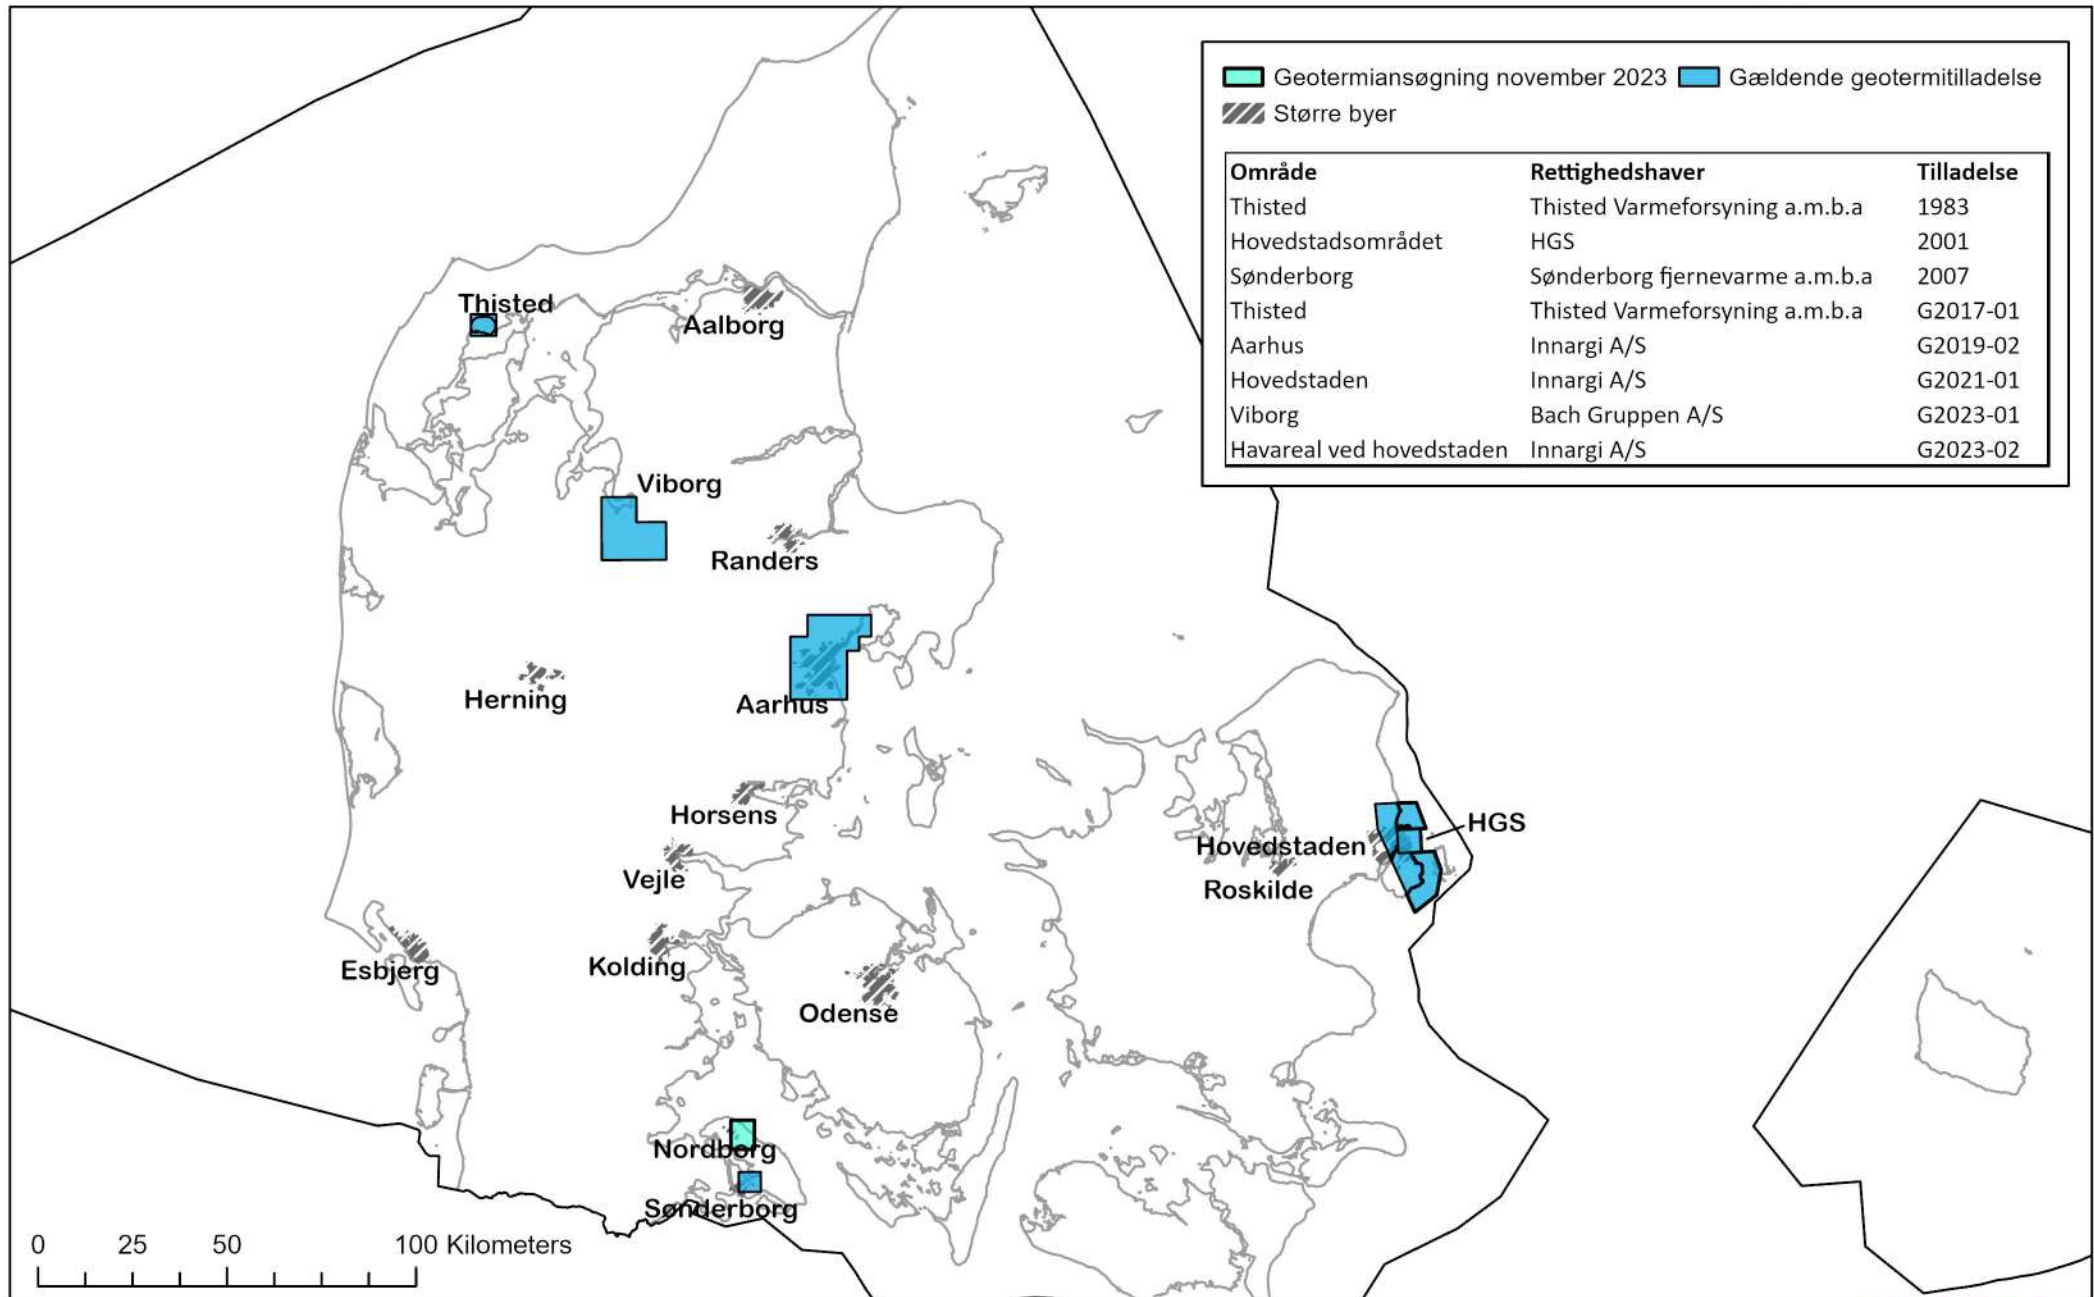 Geotermiansøgning november 2023 Gældende geotermitilladelse
Større byer
Område Rettighedshaver Tilladelse
Thisted Thisted Varmeforsyning a.m.b.a 1983
Hovedstadsområdet HGS 2001
Sønderborg Sønderborg fjernevarme a.m.b.a 2007
Thisted Thisted Varmeforsyning a.m.b.a G2017-01
Aarhus Innargi A/S G2019-02
Hovedstaden Innargi A/S G2021-01
Viborg Bach Gruppen A/S G2023-01
Havareal ved hovedstaden Innargi A/S G2023-02
Thisted
Aalborg
Viborg
Randers
Herning
Aarhus
Horsens
HGS
Hovedstaden
Vejle
Roskilde
Kolding
Esbjerg
Odense
Nordborg
Sønderborg
0 25 50 100 Kilometers